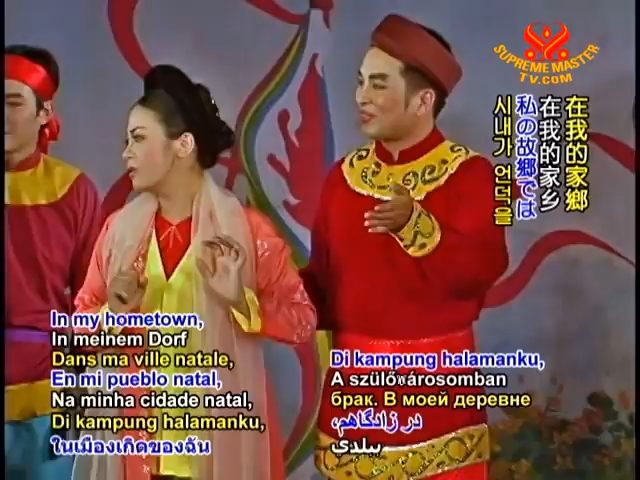 SUPREME MASTER
TV.COM
在我的家鄉
在我的家乡
私の故郷では
시내가 언덕을
In my hometown,
In meinem Dorf
Dans ma ville natale,
En mi pueblo natal,
Na minha cidade natal,
Di kampung halamanku,
ในเมืองเกิดของฉัน
Di kampung halamanku,
A szülővárosomban
брак. В моей деревне
در زادگاهم،
ببلدي